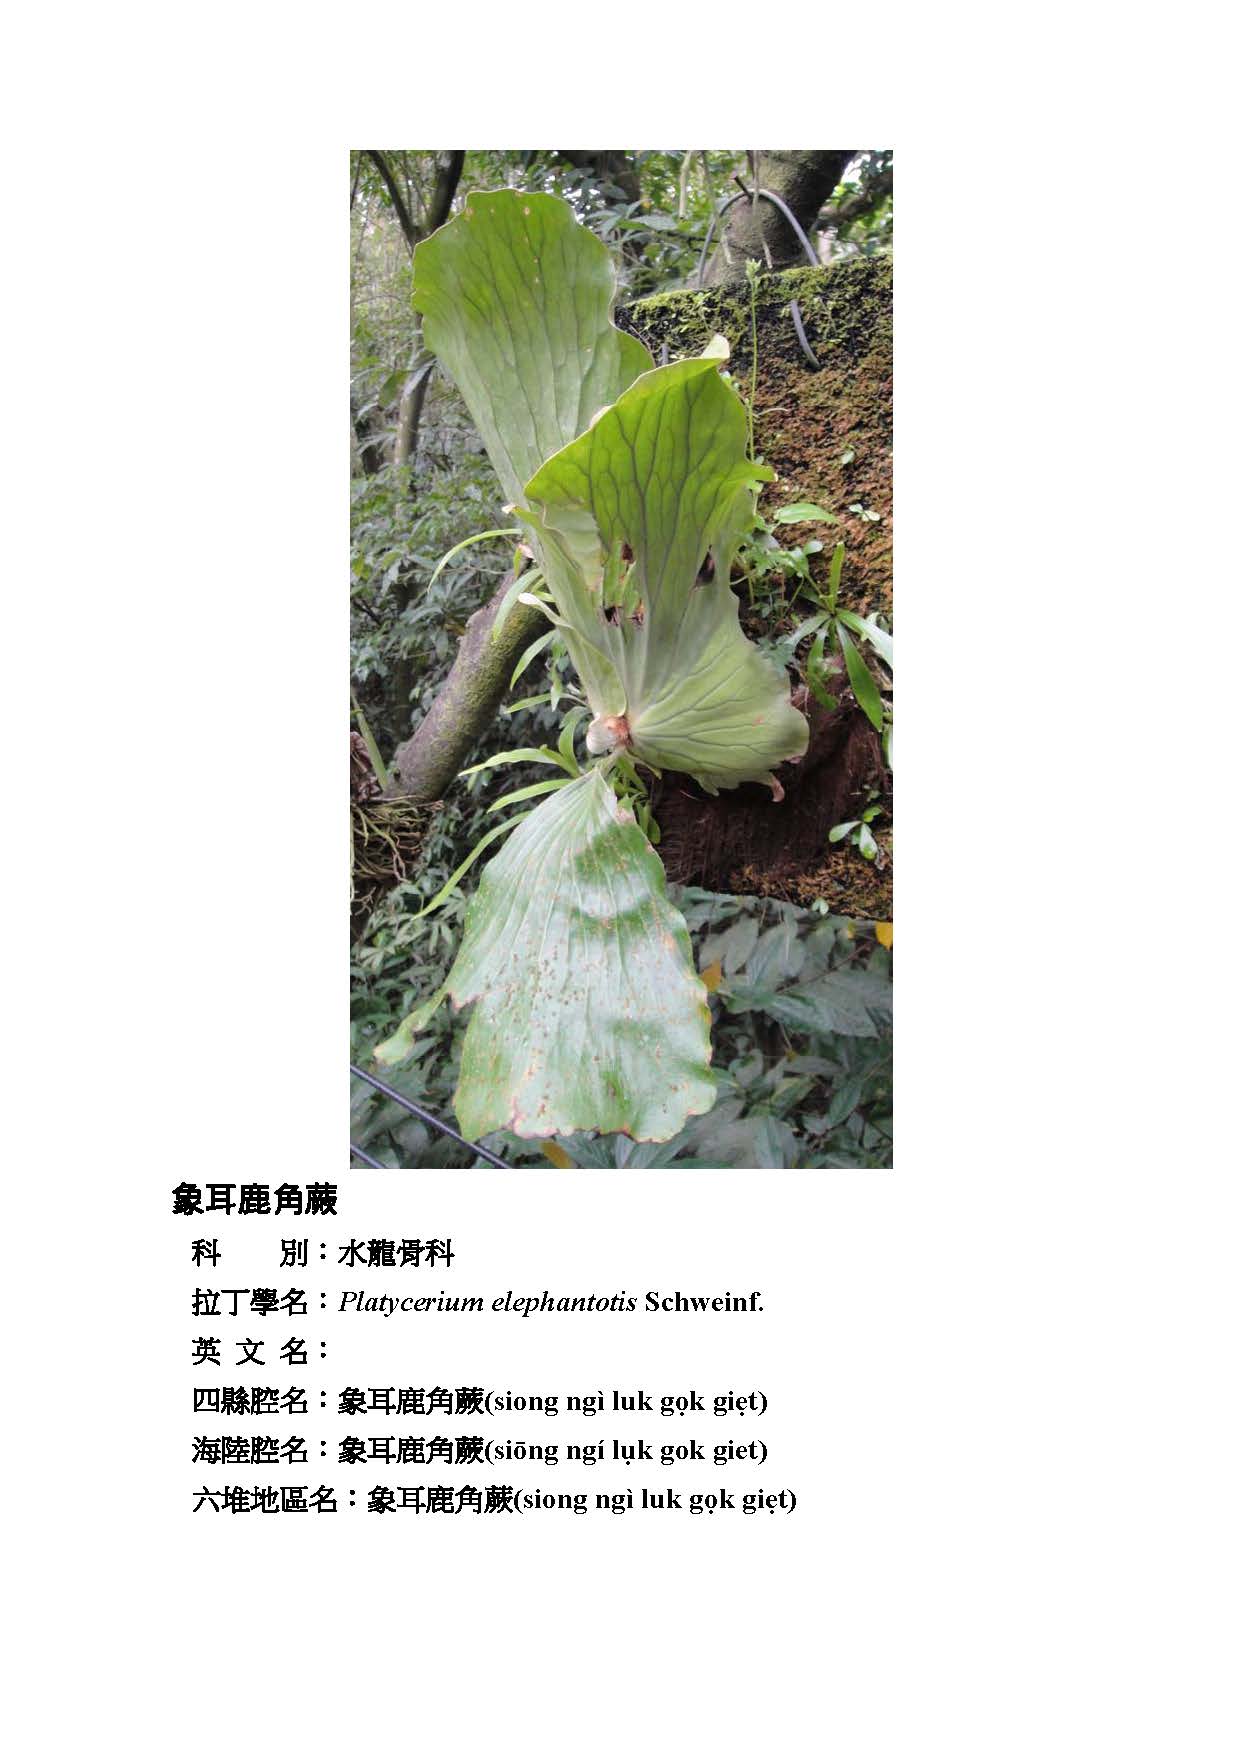 象耳鹿角蕨
科　　別：水龍骨科
拉丁學名：Platycerium elephantotis Schweinf.
英 文 名：
四縣腔名：象耳鹿角蕨(siong ngì luk gọk giẹt)
海陸腔名：象耳鹿角蕨(siōng ngí lụk gok giet)
六堆地區名：象耳鹿角蕨(siong ngì luk gọk giẹt)